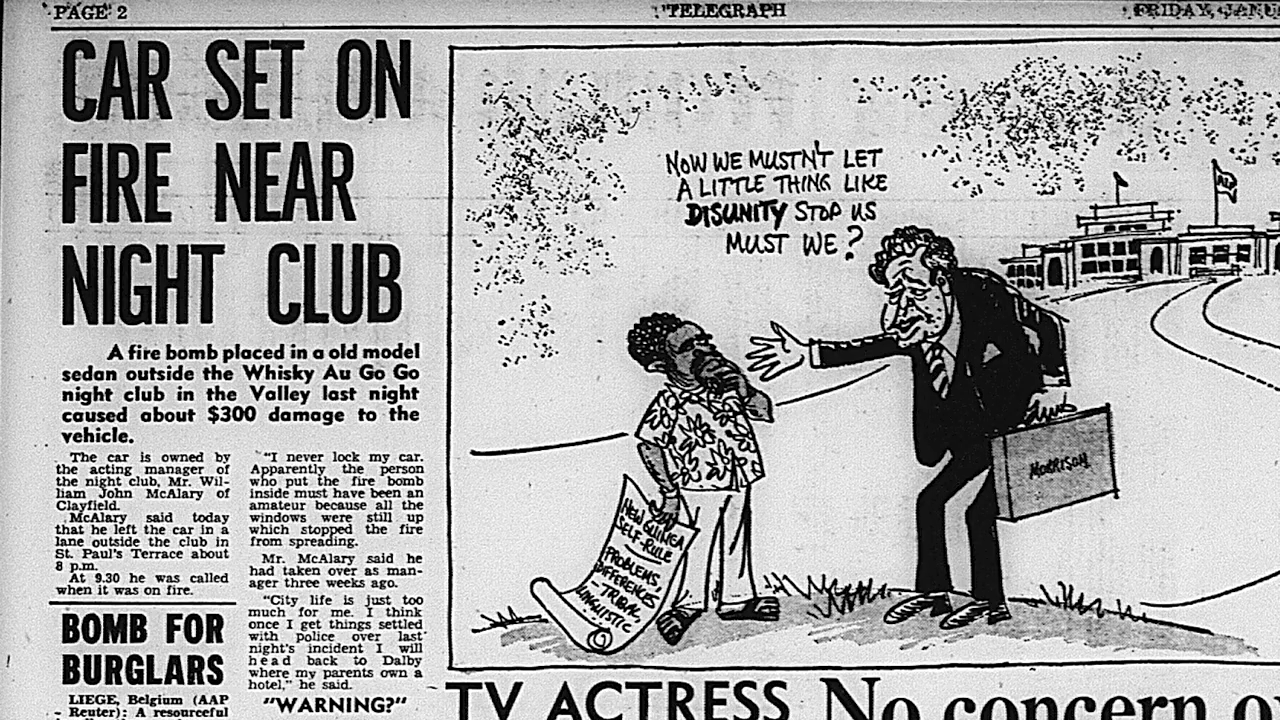 PAGE 2
TELEGRAPH
FRIDAY,
CAR SET ON
FIRE NEAR
NIGHT CLUB
A fire bomb placed in a old model
sedan outside the Whisky Au Go Go
night club in the Valley last night
caused about $300 damage to the
vehicle.
The car is owned by
the acting manager of
the night club, Mr. Wil-
liam John McAlary of
Clayfield.
McAlary said today
that he left the car in a
lane outside the club in
St. Paul's Terrace about
8 p.m.
At 9.30 he was called
when it was on fire.
"I never lock my car.
Apparently the person
who put the fire bomb
inside must have been an
amateur because all the
windows were still up
which stopped the fire
from spreading.
Mr. McAlary said he
had taken over as man-
ager three weeks ago.
"City life is just too
much for me. I think
once I get things settled
with police over last
night's incident I will
head back to Dalby
where my parents own a
hotel," he said.
"WARNING?"
BOMB FOR
BURGLARS
LIEGE, Belgium (AAP
- Reuter): A resourceful
NOW WE MUSTN'T LET
A LITTLE THING LIKE
DISUNITY STOP US
MUST WE?
ALP
MORRISON
NEW GUINEA
SELF-RULE
PROBLEMS
DIFFERENCES
- TRIBAL
LINGUISTIC
TV ACTRESS
No concern